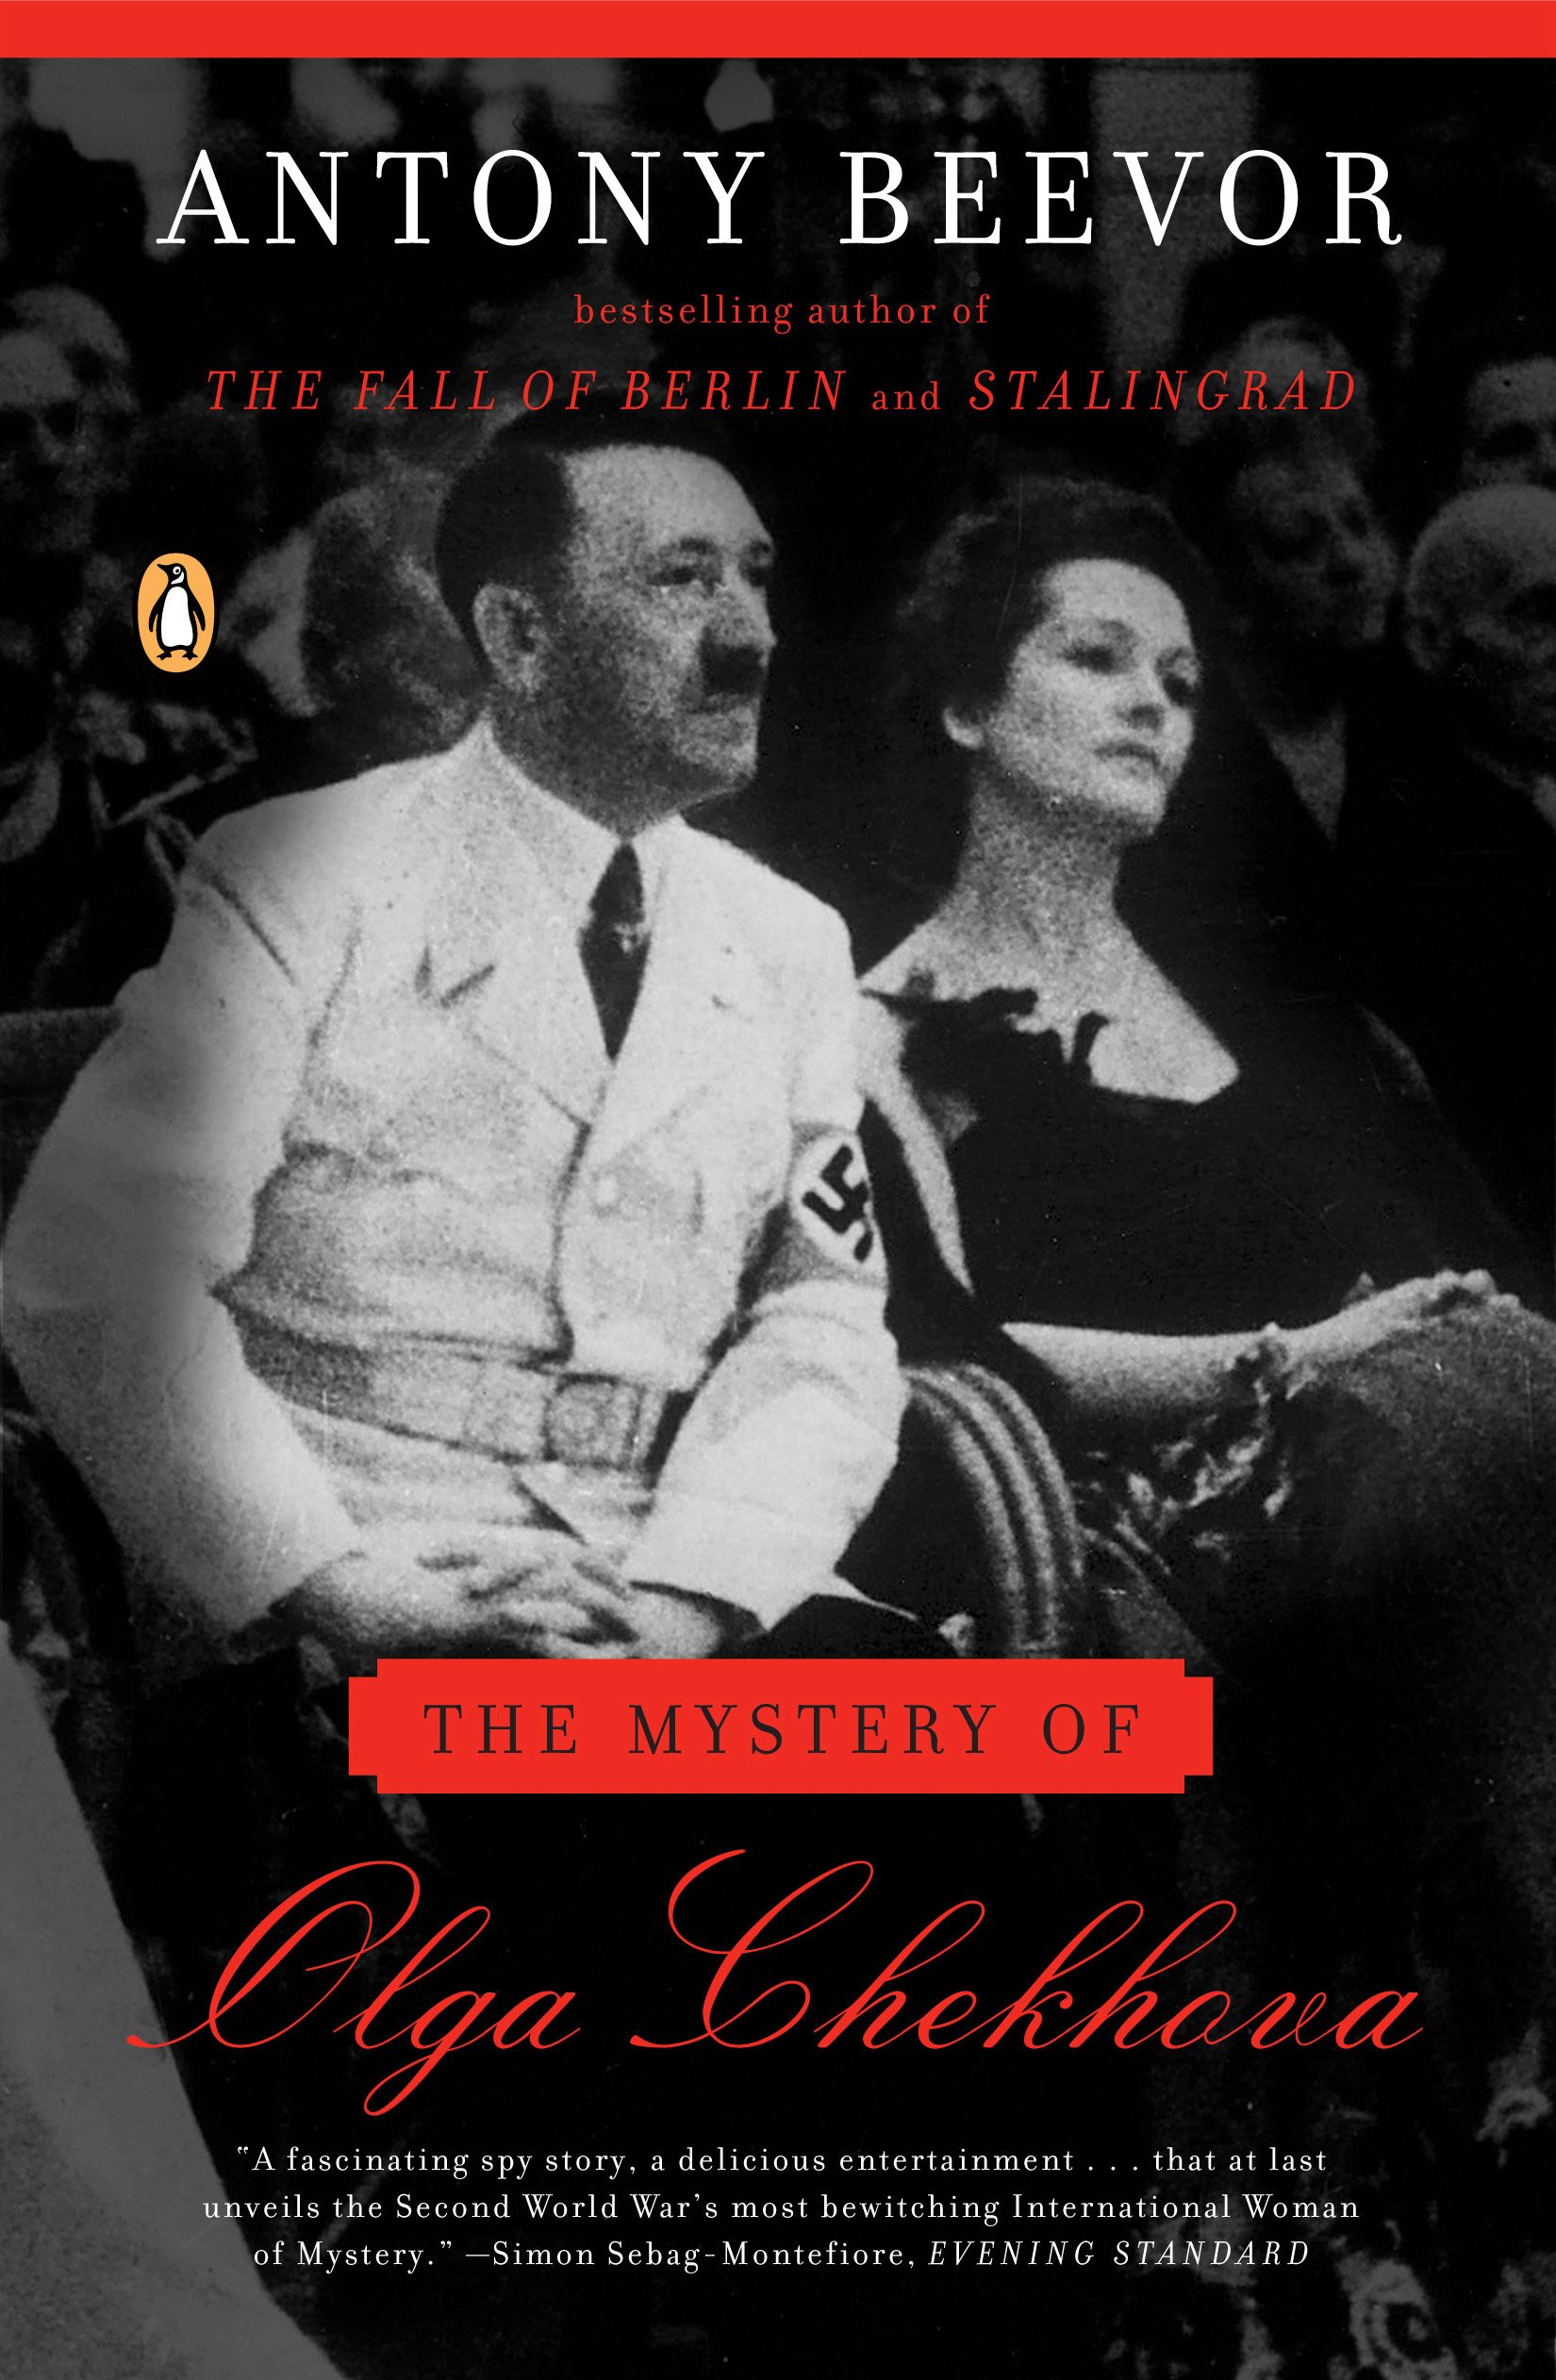 ANTONY BEEVOR
bestselling author of
THE FALL OF BERLIN and STALINGRAD
THE MYSTERY OF
Olga Chekhova
“A fascinating spy story, a delicious entertainment . . . that at last
unveils the Second World War’s most bewitching International Woman
of Mystery.” —Simon Sebag-Montefiore, EVENING STANDARD